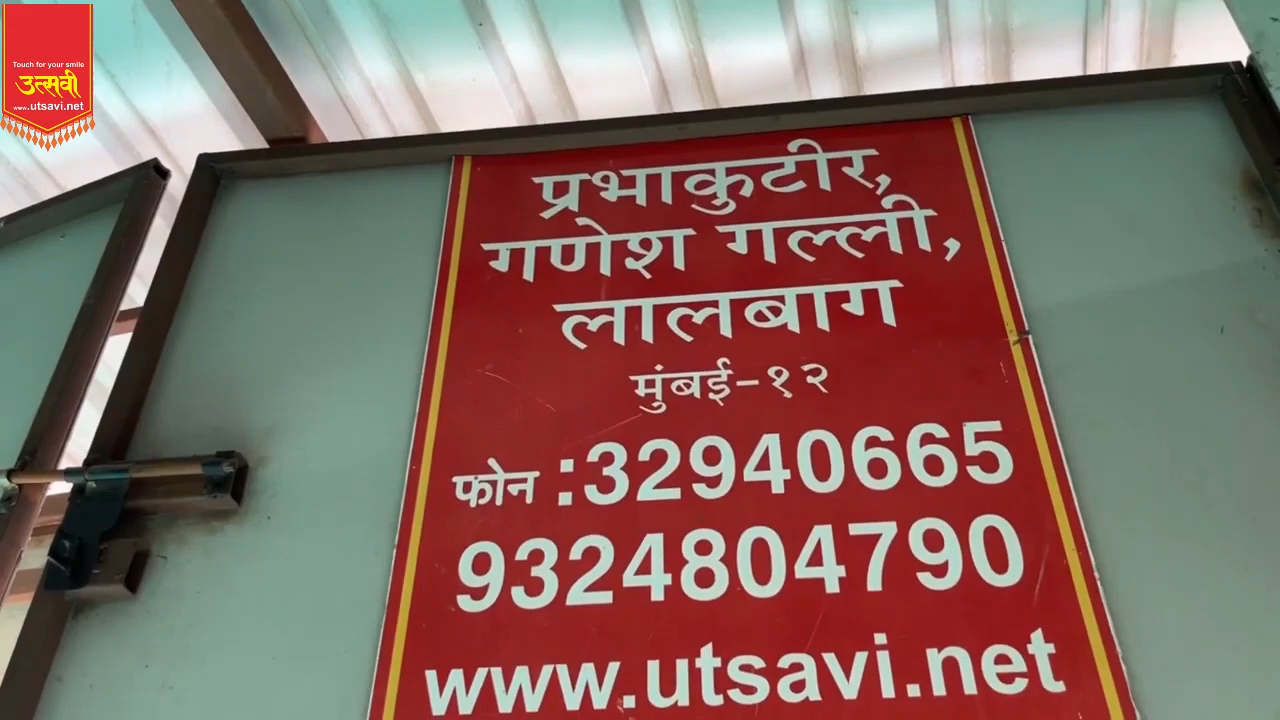 Touch for your smile
उत्सवी
www.utsavi.net
प्रभाकुटीर,
गणेश गल्ली,
लालबाग
मुंबई-१२
फोन :32940665
9324804790
www.utsavi.net